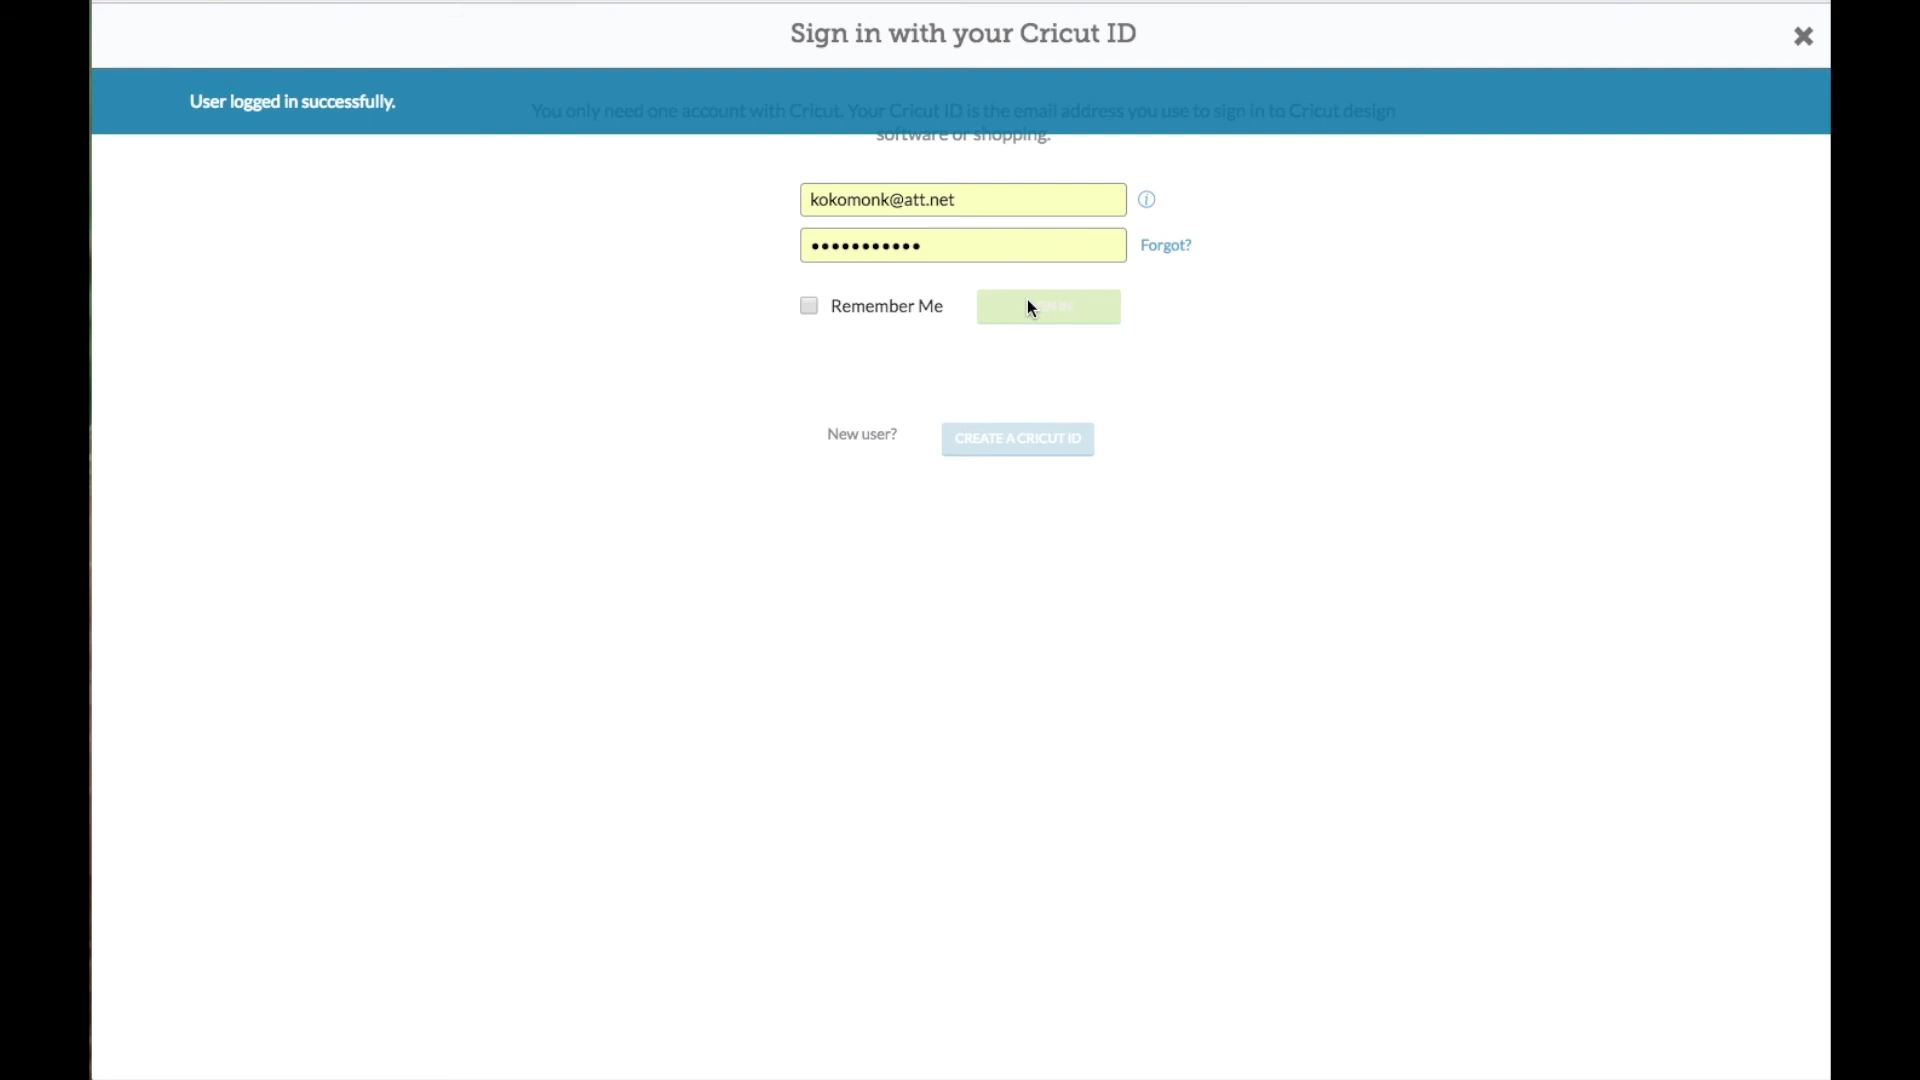 Sign in with your Cricut ID
User logged in successfully.
You only need one account with Cricut. Your Cricut ID is the email address you use to sign in to Cricut design
software or shopping.
kokomonk@att.net
Forgot?
Remember Me
New user?
CREATE A CRICUT ID